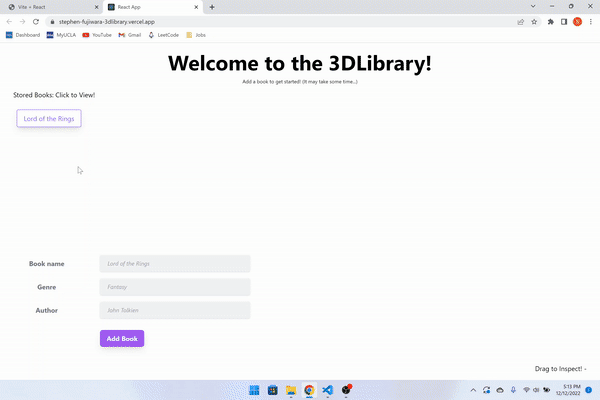 Vite + React
React App
stephen-fujiwara-3dlibrary.vercel.app
Dashboard
MyUCLA
YouTube
Gmail
LeetCode
Jobs
Welcome to the 3DLibrary!
Add a book to get started! (It may take some time...)
Stored Books: Click to View!
Lord of the Rings
Book name
Lord of the Rings
Genre
Fantasy
Author
John Tolkien
Add Book
Drag to Inspect! -
5:13 PM
12/12/2022